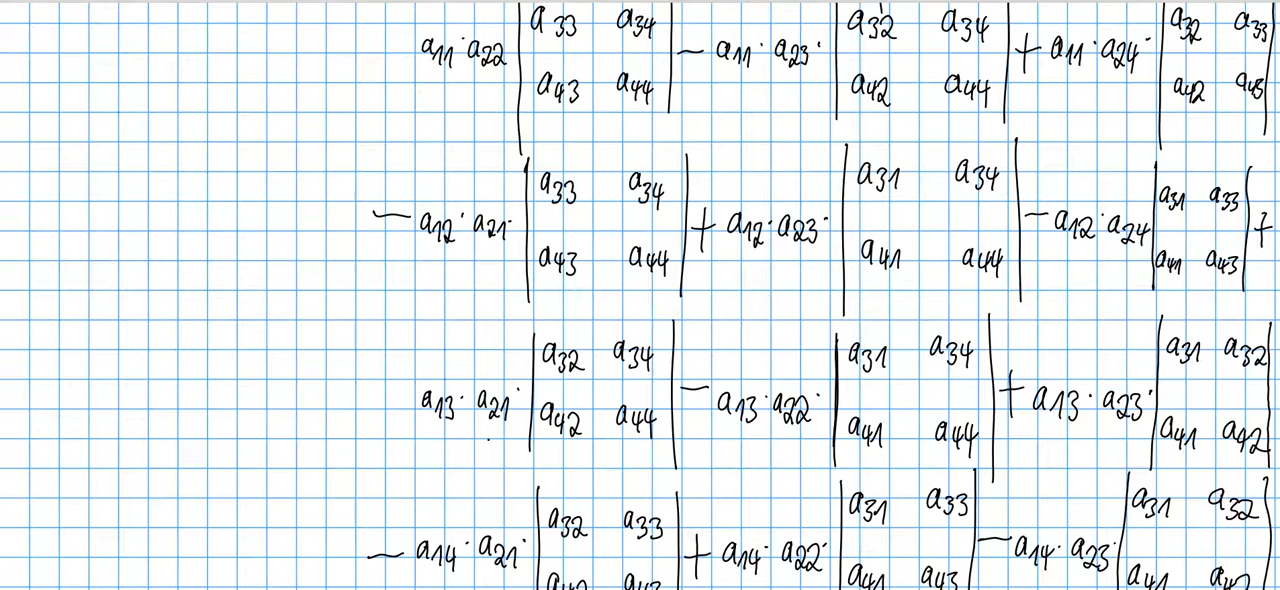 a33 a34 a32 a34 a32 a33
a11·a22 − a11·a23· + a11·a24·
a43 a44 a42 a44 a42 a43
a33 a34 a31 a34 a31 a33
− a12·a21· + a12·a23· − a12·a24 +
a43 a44 a41 a44 a41 a43
a32 a34 a31 a34 a31 a32
a13·a21· − a13·a22· + a13·a23·
a42 a44 a41 a44 a41 a42
a32 a33 a31 a33 a31 a32
− a14·a21· + a14·a22· − a14·a23·
a41 a43 a41